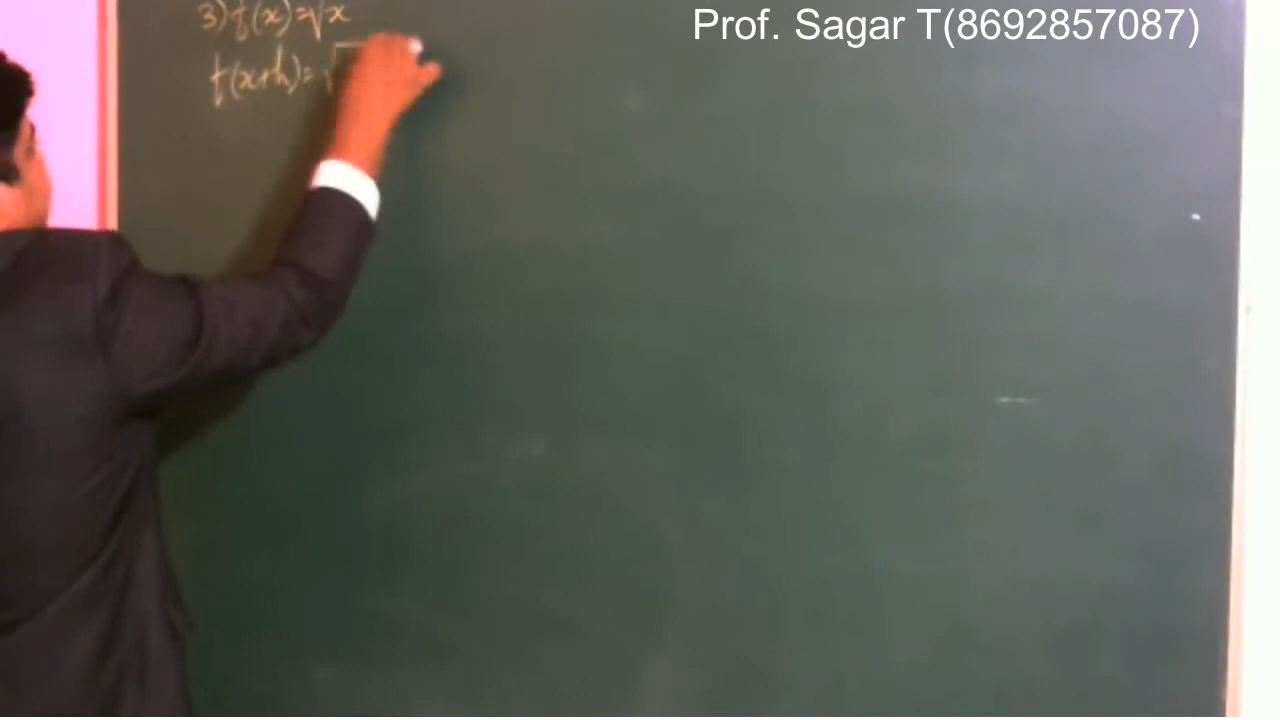 Prof. Sagar T(8692857087)
3) f(x)=√x
f(x+h)=√